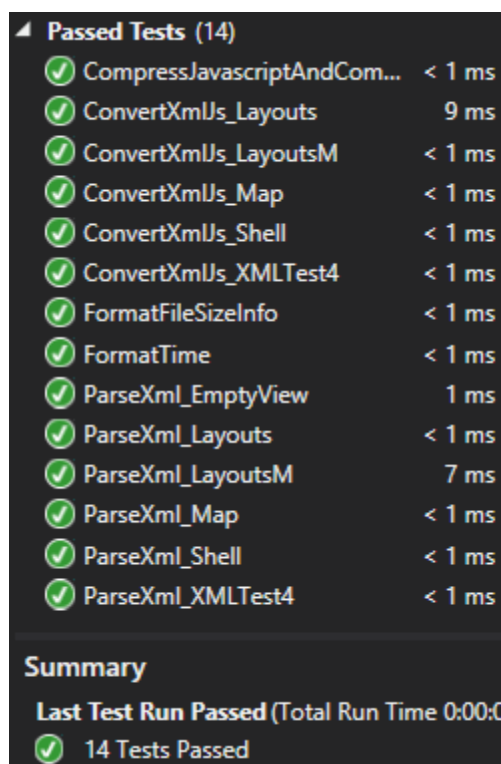 Passed Tests (14)
CompressJavascriptAndCom... < 1 ms
ConvertXmlJs_Layouts 9 ms
ConvertXmlJs_LayoutsM < 1 ms
ConvertXmlJs_Map < 1 ms
ConvertXmlJs_Shell < 1 ms
ConvertXmlJs_XMLTest4 < 1 ms
FormatFileSizeInfo < 1 ms
FormatTime < 1 ms
ParseXml_EmptyView 1 ms
ParseXml_Layouts < 1 ms
ParseXml_LayoutsM 7 ms
ParseXml_Map < 1 ms
ParseXml_Shell < 1 ms
ParseXml_XMLTest4 < 1 ms
Summary
Last Test Run Passed (Total Run Time 0:00:0
14 Tests Passed